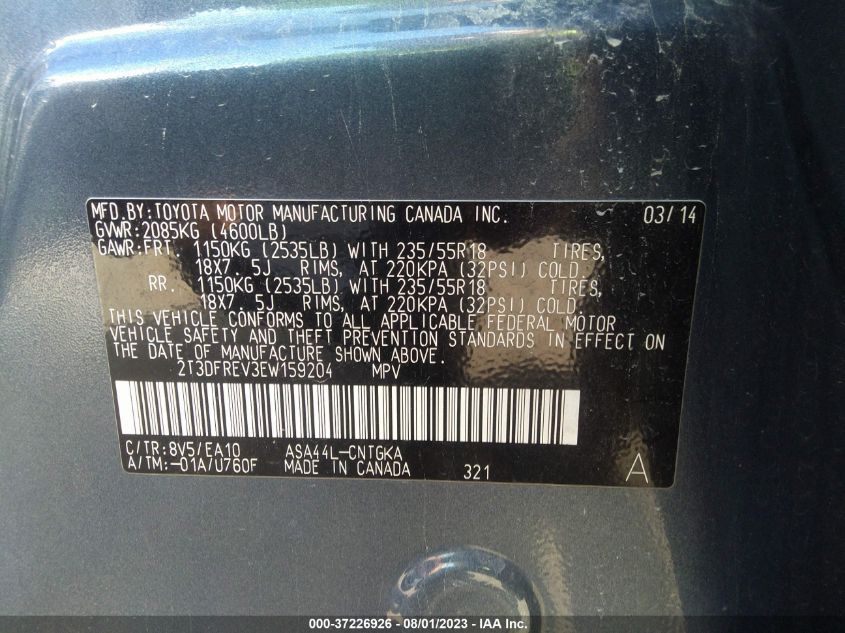 MFD.BY:TOYOTA MOTOR MANUFACTURING CANADA INC. 03/14
GVWR:2085KG (4600LB)
GAWR:FRT. 1150KG (2535LB) WITH 235/55R18 TIRES,
18X7.5J RIMS, AT 220KPA (32PSI) COLD.
RR. 1150KG (2535LB) WITH 235/55R18 TIRES,
18X7.5J RIMS, AT 220KPA (32PSI) COLD.
THIS VEHICLE CONFORMS TO ALL APPLICABLE FEDERAL MOTOR
VEHICLE SAFETY AND THEFT PREVENTION STANDARDS IN EFFECT ON
THE DATE OF MANUFACTURE SHOWN ABOVE.
2T3DFREV3EW159204 MPV
C/TR:8V5/EA10 ASA44L-CNTGKA
A/TM:-01A/U760F MADE IN CANADA 321 A
000-37226926 - 08/01/2023 - IAA Inc.